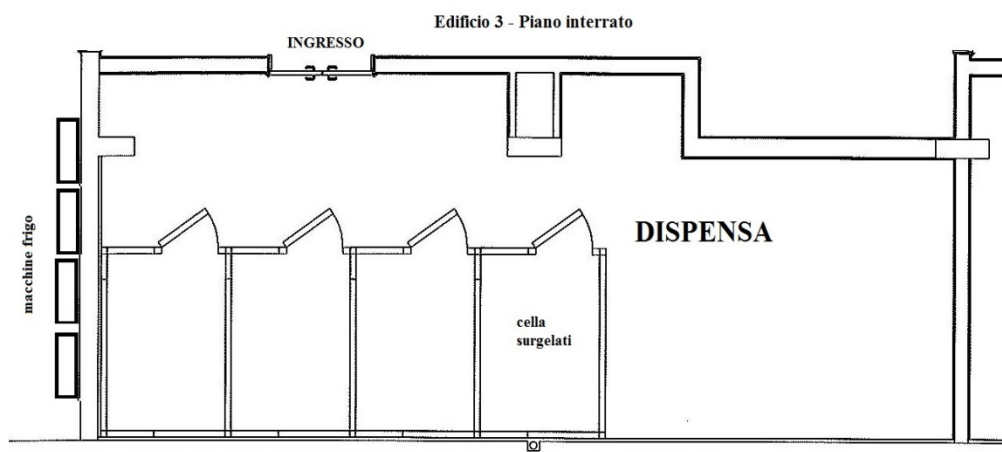 Edificio 3 - Piano interrato
INGRESSO
macchine frigo
DISPENSA
cella
surgelati